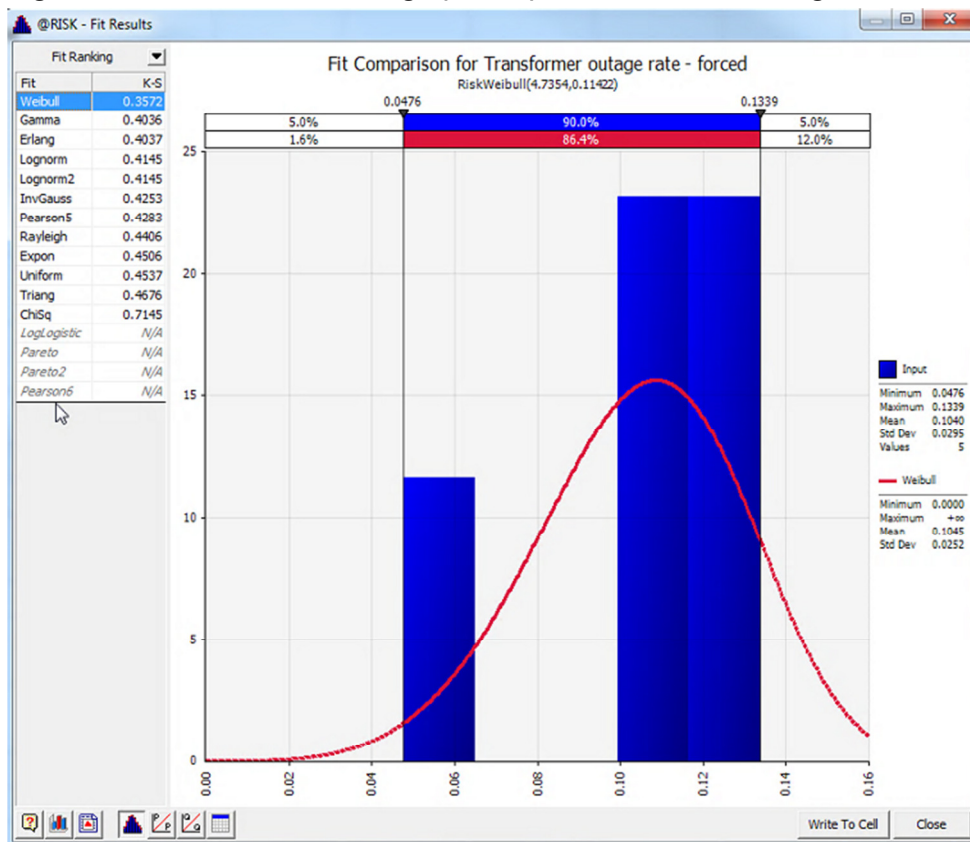 @RISK - Fit Results
Fit Ranking
Fit K-S
Weibull 0.3572
Gamma 0.4036
Erlang 0.4037
Lognorm 0.4145
Lognorm2 0.4145
InvGauss 0.4253
Pearson5 0.4283
Rayleigh 0.4406
Expon 0.4506
Uniform 0.4537
Triang 0.4676
ChiSq 0.7145
LogLogistic N/A
Pareto N/A
Pareto2 N/A
Pearson6 N/A
Fit Comparison for Transformer outage rate - forced
RiskWeibull(4.7354,0.11422)
0.0476 0.1339
5.0% 90.0% 5.0%
1.6% 86.4% 12.0%
25
20
15
10
5
0
0.00 0.02 0.04 0.06 0.08 0.10 0.12 0.14 0.16
Input
Minimum 0.0476
Maximum 0.1339
Mean 0.1040
Std Dev 0.0295
Values 5
Weibull
Minimum 0.0000
Maximum +∞
Mean 0.1045
Std Dev 0.0252
Write To Cell Close